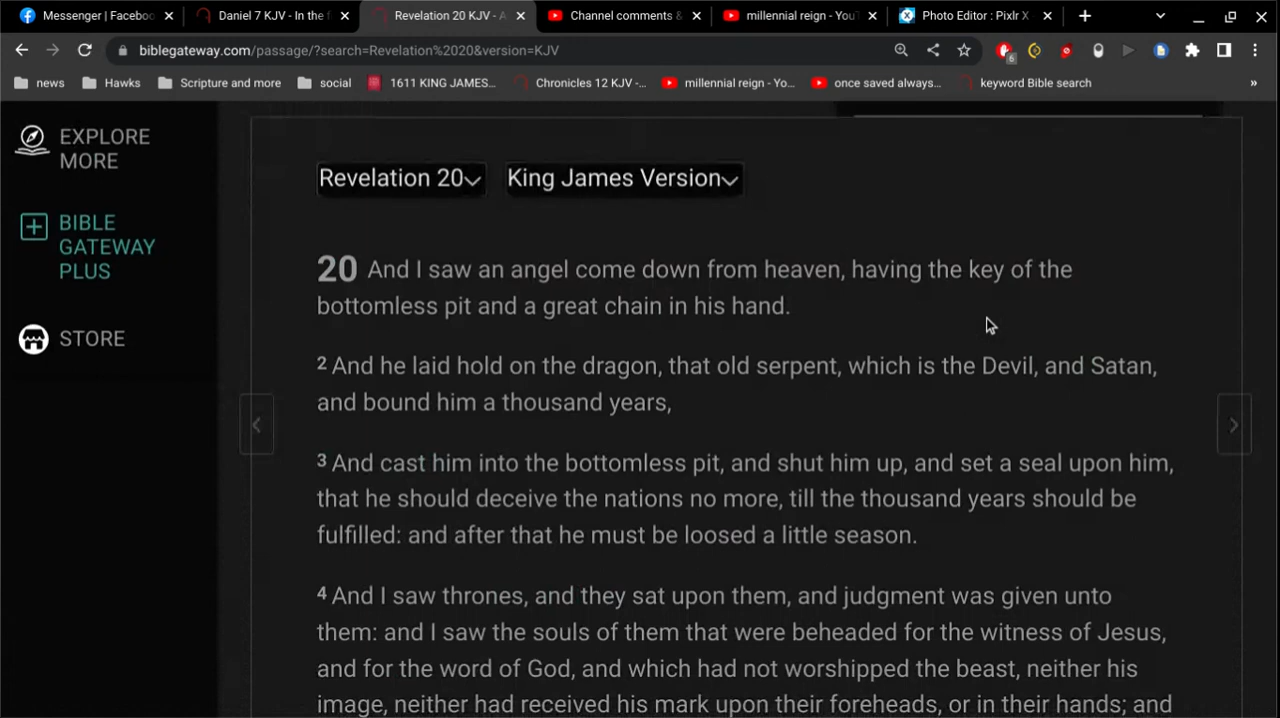 Messenger | Faceboo
Daniel 7 KJV - In the f
Revelation 20 KJV - A
Channel comments &
millennial reign - YouT
Photo Editor : Pixlr X
biblegateway.com/passage/?search=Revelation%2020&version=KJV
6
news
Hawks
Scripture and more
social
1611 KING JAMES...
Chronicles 12 KJV -...
millennial reign - Yo...
once saved always...
keyword Bible search
»
EXPLORE
MORE
BIBLE
GATEWAY
PLUS
STORE
Revelation 20
King James Version
20 And I saw an angel come down from heaven, having the key of the
bottomless pit and a great chain in his hand.
2 And he laid hold on the dragon, that old serpent, which is the Devil, and Satan,
and bound him a thousand years,
3 And cast him into the bottomless pit, and shut him up, and set a seal upon him,
that he should deceive the nations no more, till the thousand years should be
fulfilled: and after that he must be loosed a little season.
4 And I saw thrones, and they sat upon them, and judgment was given unto
them: and I saw the souls of them that were beheaded for the witness of Jesus,
and for the word of God, and which had not worshipped the beast, neither his
image, neither had received his mark upon their foreheads, or in their hands; and